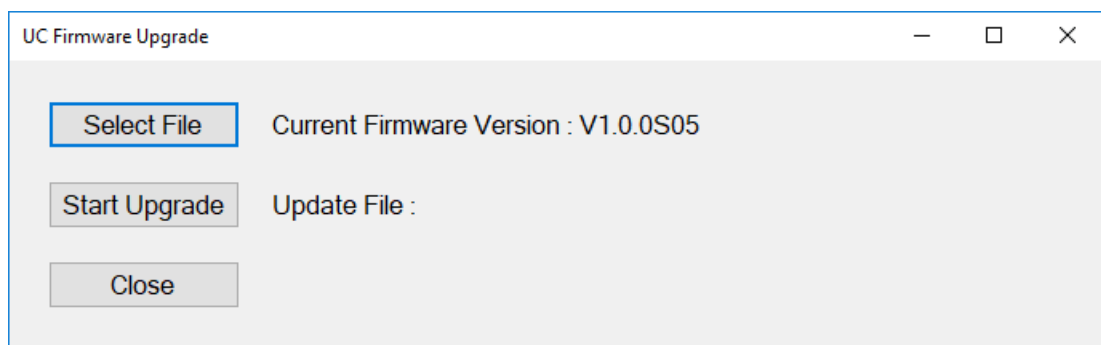 UC Firmware Upgrade
Select File
Current Firmware Version : V1.0.0S05
Start Upgrade
Update File :
Close